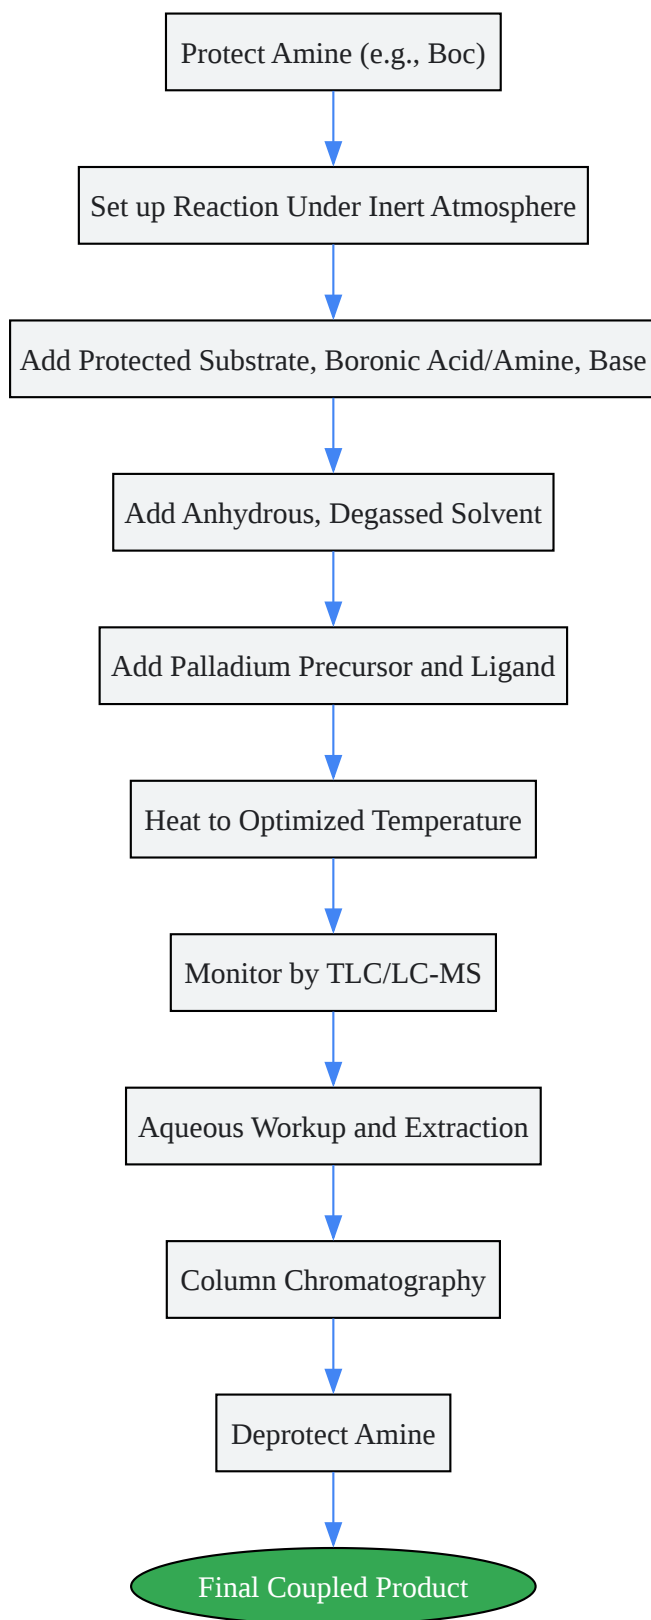 Protect Amine (e.g., Boc)
Set up Reaction Under Inert Atmosphere
Add Protected Substrate, Boronic Acid/Amine, Base
Add Anhydrous, Degassed Solvent
Add Palladium Precursor and Ligand
Heat to Optimized Temperature
Monitor by TLC/LC-MS
Aqueous Workup and Extraction
Column Chromatography
Deprotect Amine
Final Coupled Product